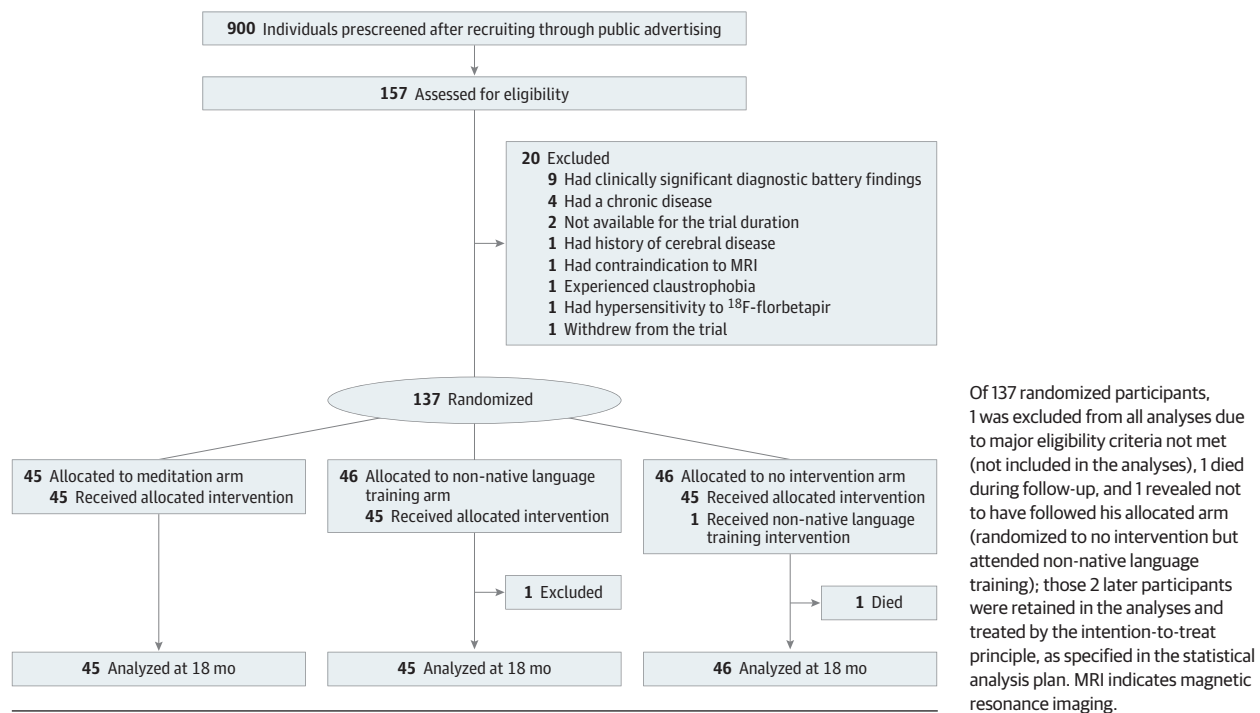 900 Individuals prescreened after recruiting through public advertising
157 Assessed for eligibility
20 Excluded
9 Had clinically significant diagnostic battery findings
4 Had a chronic disease
2 Not available for the trial duration
1 Had history of cerebral disease
1 Had contraindication to MRI
1 Experienced claustrophobia
1 Had hypersensitivity to 18F-florbetapir
1 Withdrew from the trial
137 Randomized
45 Allocated to meditation arm
45 Received allocated intervention
46 Allocated to non-native language
training arm
45 Received allocated intervention
46 Allocated to no intervention arm
45 Received allocated intervention
1 Received non-native language
training intervention
1 Excluded
1 Died
45 Analyzed at 18 mo
45 Analyzed at 18 mo
46 Analyzed at 18 mo
Of 137 randomized participants,
1 was excluded from all analyses due
to major eligibility criteria not met
(not included in the analyses), 1 died
during follow-up, and 1 revealed not
to have followed his allocated arm
(randomized to no intervention but
attended non-native language
training); those 2 later participants
were retained in the analyses and
treated by the intention-to-treat
principle, as specified in the statistical
analysis plan. MRI indicates magnetic
resonance imaging.